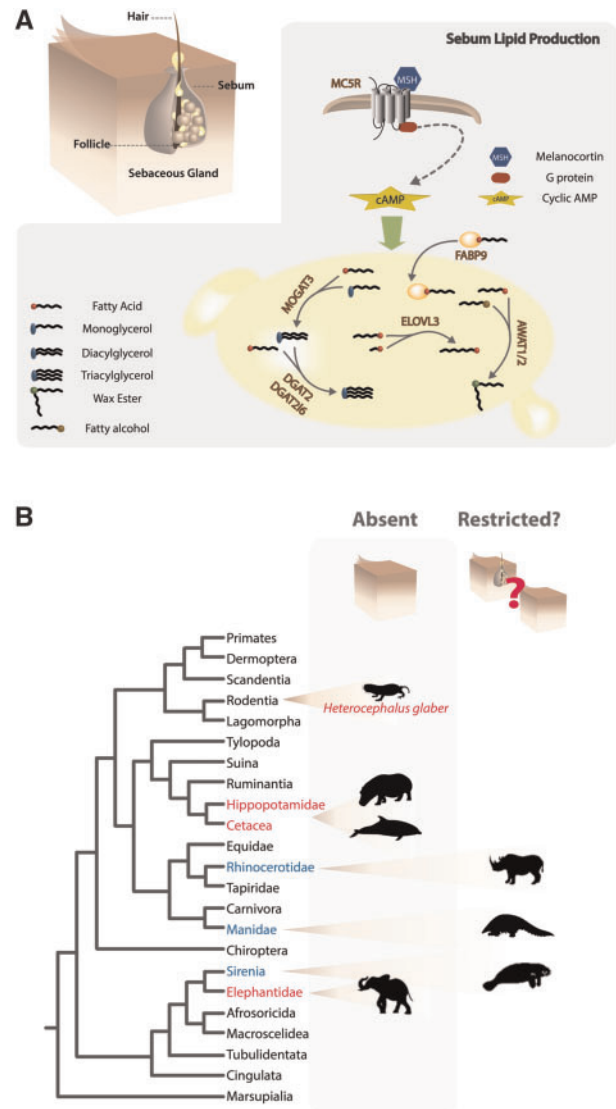 A
Hair
Sebum
Follicle
Sebaceous Gland
Sebum Lipid Production
MC5R
MSH
MSH
Melanocortin
G protein
cAMP
Cyclic AMP
cAMP
FABP9
MOGAT3
ELOVL3
AWAT1/2
DGAT2
DGAT2l6
Fatty Acid
Monoglycerol
Diacylglycerol
Triacylglycerol
Wax Ester
Fatty alcohol
B
Absent
Restricted?
?
Primates
Dermoptera
Scandentia
Rodentia
Heterocephalus glaber
Lagomorpha
Tylopoda
Suina
Ruminantia
Hippopotamidae
Cetacea
Equidae
Rhinocerotidae
Tapiridae
Carnivora
Manidae
Chiroptera
Sirenia
Elephantidae
Afrosoricida
Macroscelidea
Tubulidentata
Cingulata
Marsupialia